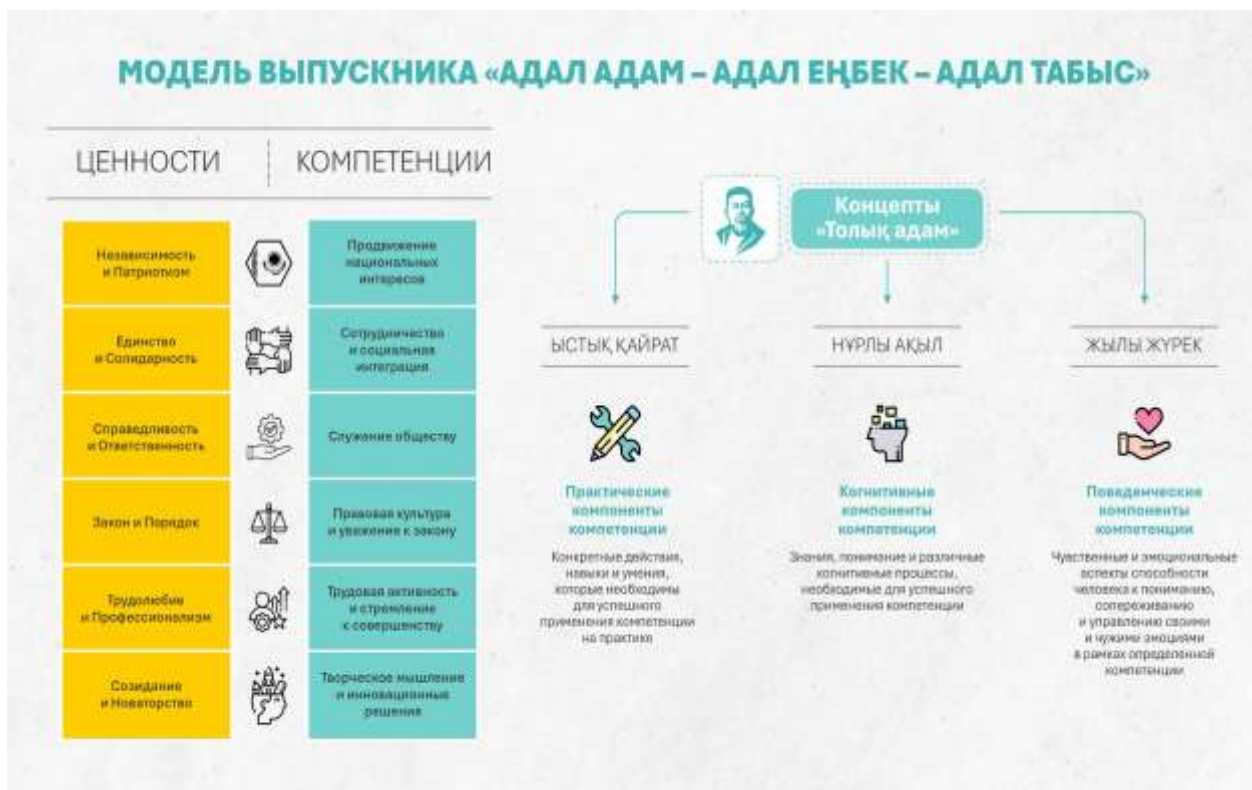 МОДЕЛЬ ВЫПУСКНИКА «АДАЛ АДАМ – АДАЛ ЕҢБЕК – АДАЛ ТАБЫС»
ЦЕННОСТИ
КОМПЕТЕНЦИИ
Независимость
и Патриотизм
Продвижение
национальных
интересов
Единство
и Солидарность
Сотрудничество
и социальная
интеграция
Справедливость
и Ответственность
Служение обществу
Закон и Порядок
Правовая культура
и уважение к закону
Трудолюбие
и Профессионализм
Трудовая активность
и стремление
к совершенству
Созидание
и Новаторство
Творческое мышление
и инновационные
решения
Концепты
«Толық адам»
ЫСТЫҚ ҚАЙРАТ
Практические
компоненты
компетенции
Конкретные действия,
навыки и умения,
которые необходимы
для успешного
применения компетенции
на практике
НҰРЛЫ АҚЫЛ
Когнитивные
компоненты
компетенции
Знания, понимание и различные
когнитивные процессы,
необходимые для успешного
применения компетенции
ЖЫЛЫ ЖҮРЕК
Поведенческие
компоненты
компетенции
Чувственные и эмоциональные
аспекты способности
человека к пониманию,
сопереживанию
и управлению своими
и чужими эмоциями
в рамках определенной
компетенции